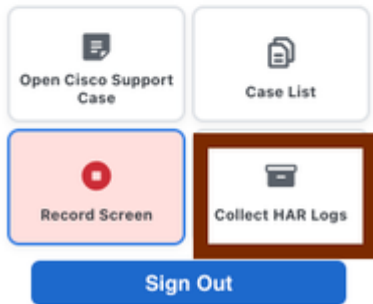 Open Cisco Support
Case
Case List
Record Screen
Collect HAR Logs
Sign Out